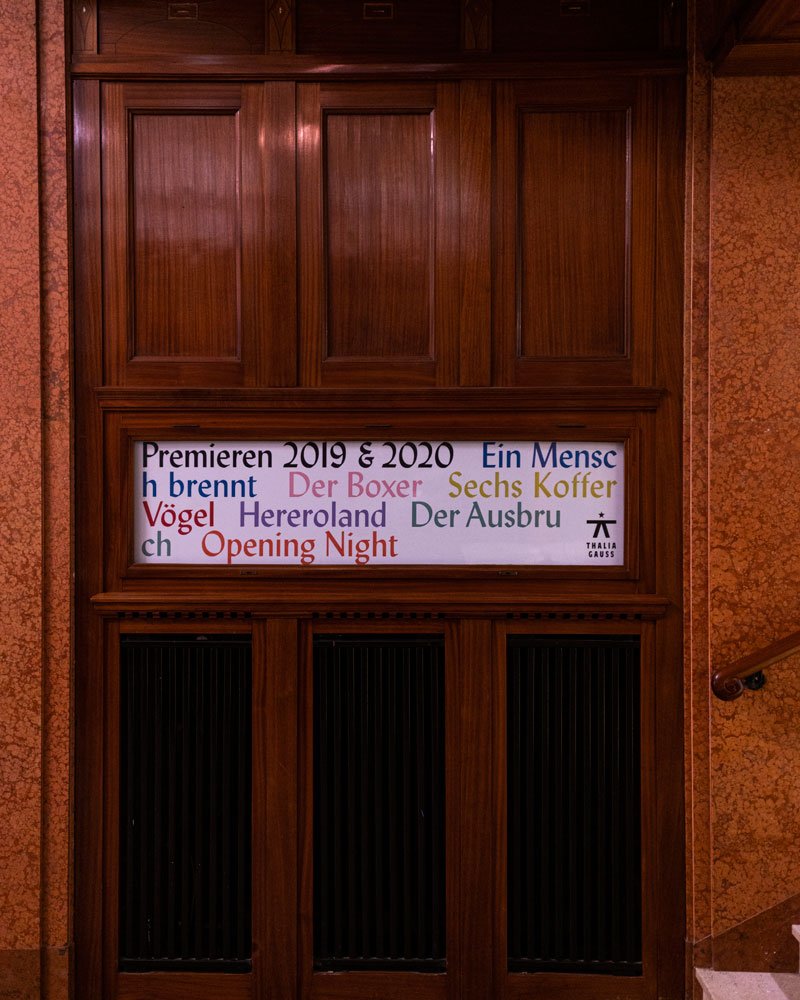 Premieren 2019 & 2020 Ein Mensc
h brennt Der Boxer Sechs Koffer
Vögel Hereroland Der Ausbru
ch Opening Night
THALIA
GAUSS